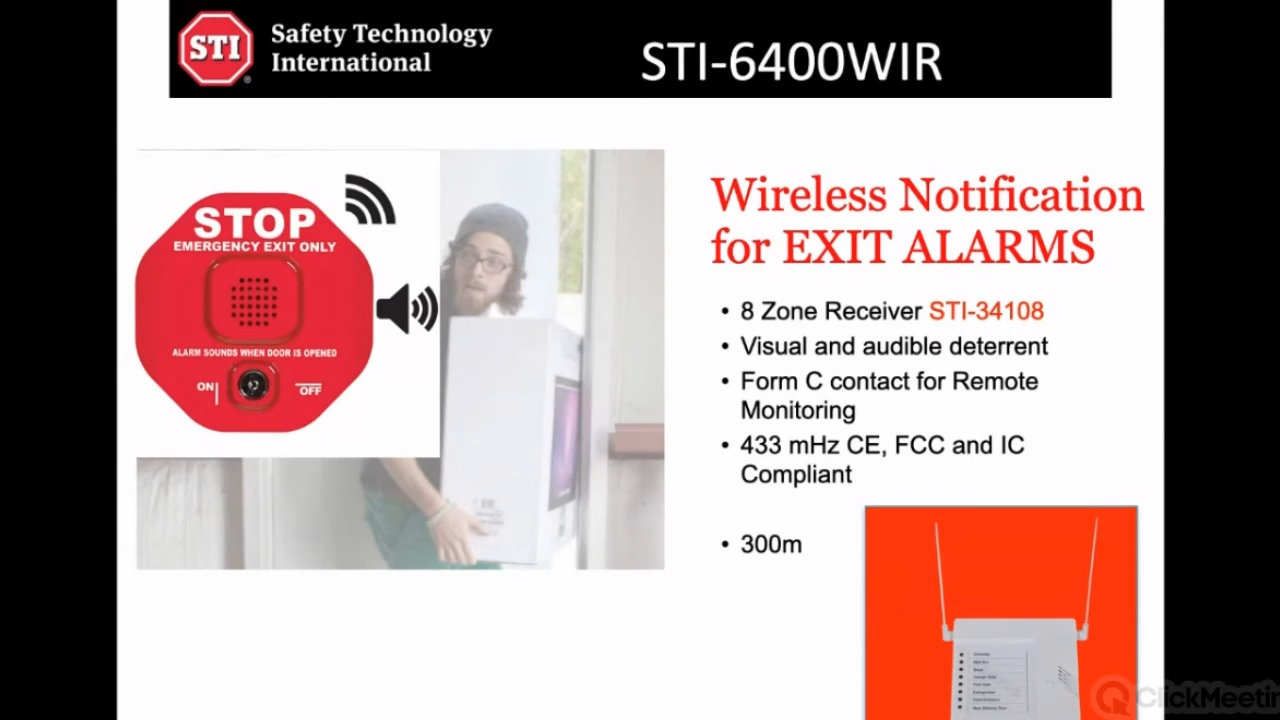 STI
®
Safety Technology
International
STI-6400WIR
STOP
EMERGENCY EXIT ONLY
ALARM SOUNDS WHEN DOOR IS OPENED
ON
OFF
Wireless Notification
for EXIT ALARMS
• 8 Zone Receiver STI-34108
• Visual and audible deterrent
• Form C contact for Remote
Monitoring
• 433 mHz CE, FCC and IC
Compliant
• 300m
ClickMeetin